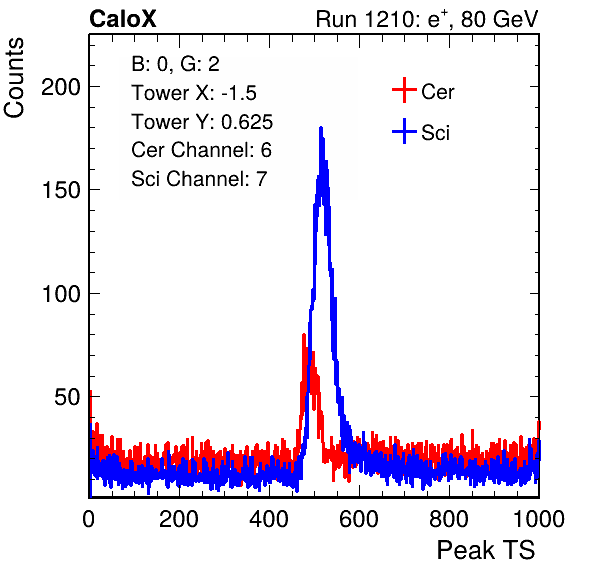 CaloX Run 1210: e⁺, 80 GeV
Counts
B: 0, G: 2
Tower X: -1.5
Tower Y: 0.625
Cer Channel: 6
Sci Channel: 7
Cer
Sci
200
150
100
50
0 200 400 600 800 1000
Peak TS